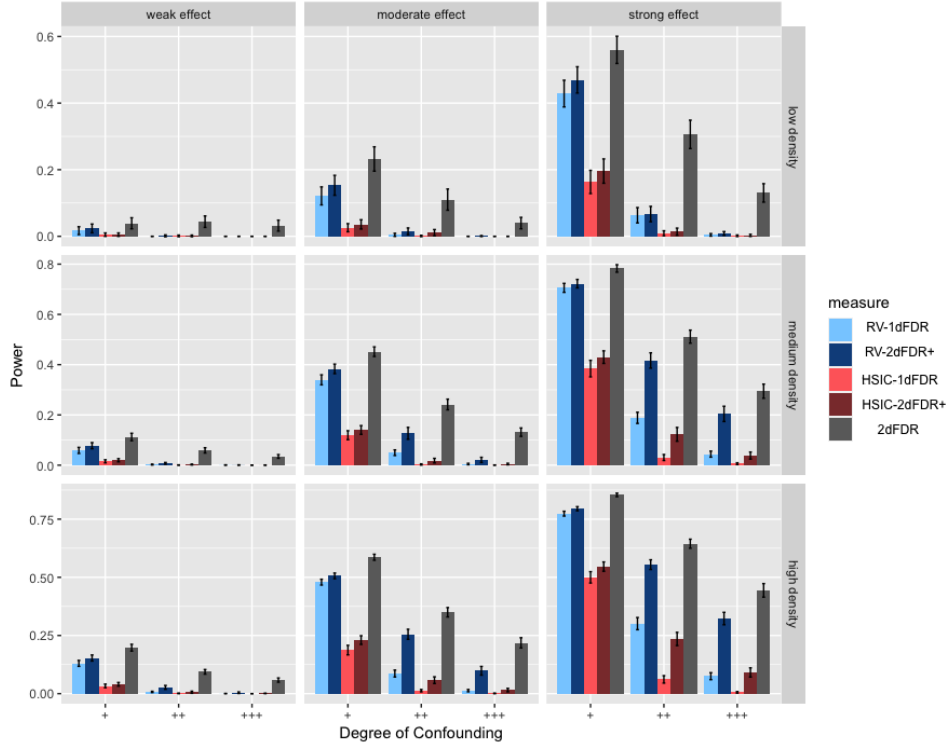 weak effect
moderate effect
strong effect
0.6
0.4
0.2
0.0
low density
0.8
0.6
0.4
0.2
0.0
medium density
0.75
0.50
0.25
0.00
high density
+
++
+++
+
++
+++
+
++
+++
Power
Degree of Confounding
measure
RV-1dFDR
RV-2dFDR+
HSIC-1dFDR
HSIC-2dFDR+
2dFDR